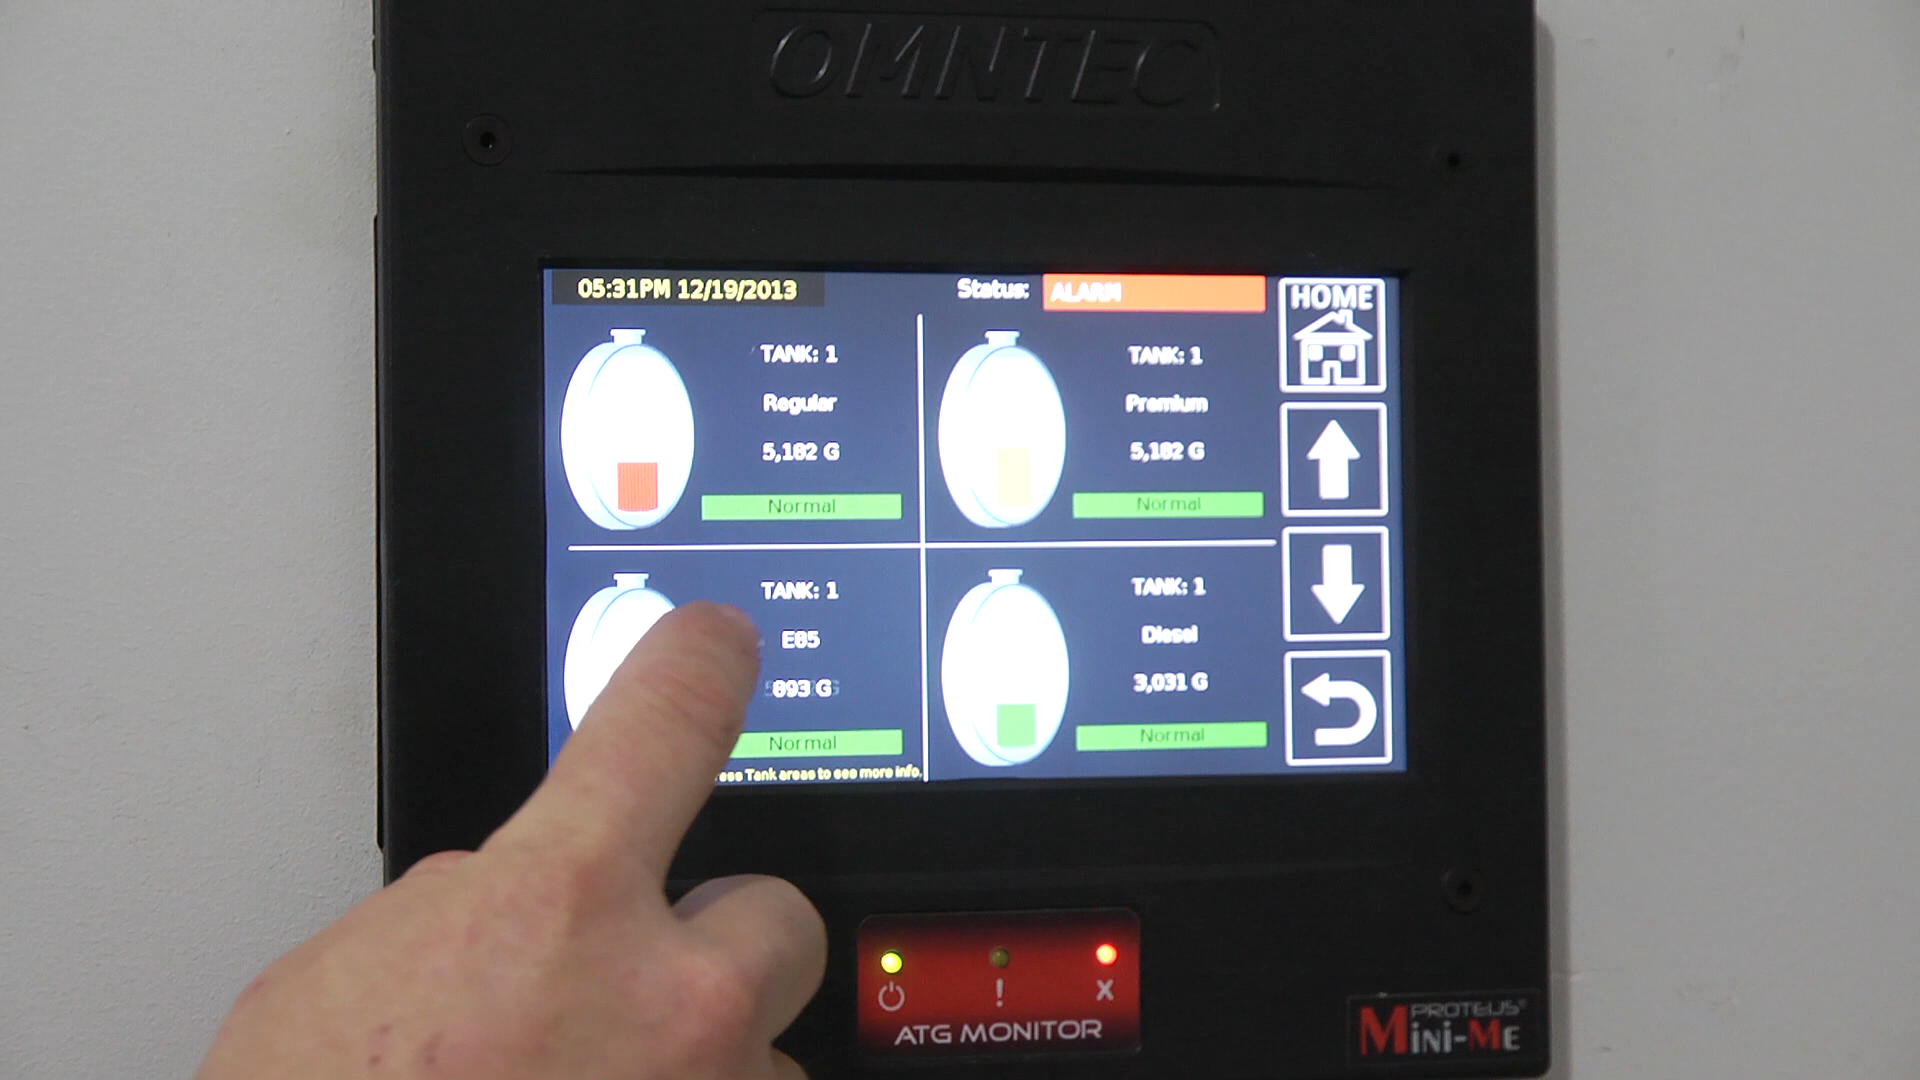 OMNTEC
05:31PM 12/19/2013
Status: ALARM
HOME
TANK: 1
Regular
5,182 G
Normal
TANK: 1
Premium
5,182 G
Normal
TANK: 1
E85
893 G
Normal
Tank areas to see more info.
TANK: 1
Diesel
3,031 G
Normal
! X
ATG MONITOR
PROTEUS®
Mini-Me